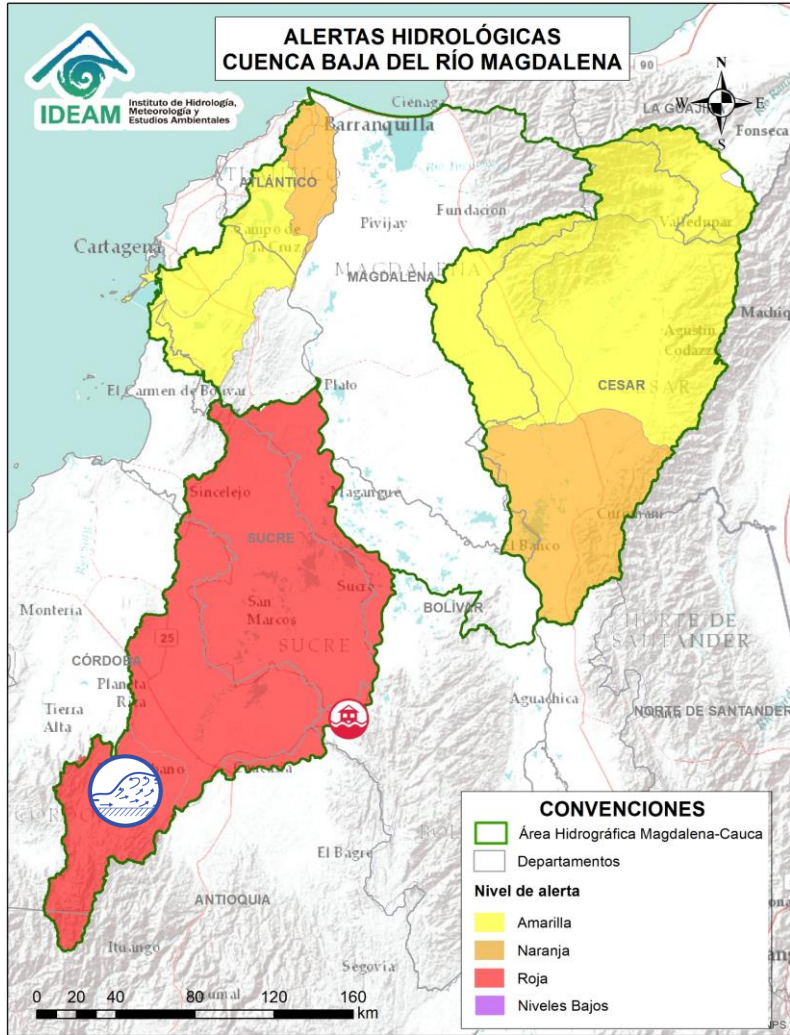 ALERTAS HIDROLÓGICAS
CUENCA BAJA DEL RÍO MAGDALENA
IDEAM
Instituto de Hidrología,
Meteorología y
Estudios Ambientales
N
W
E
S
90
Ciénaga
LA GUAJIRA
Fonseca
Barranquilla
ATLÁNTICO
Fundación
Pivijay
Valledupar
Campo de
la Cruz
Cartagena
MAGDALENA
MAGDALENA
Agustín
Codazzi
CESAR
El Carmen de Bolívar
Plato
Sincelejo
Magangue
SUCRE
El Banco
Sucre
San
Marcos
BOLÍVAR
Montería
SUCRE
NORTE DE
SANTANDER
25
CÓRDOBA
Planeta
Rica
Tierra
Alta
Aguachica
NORTE DE SANTANDER
El Bagre
ANTIOQUIA
Ituango
Segovia
0 20 40 80 120 160
km
CONVENCIONES
Área Hidrográfica Magdalena-Cauca
Departamentos
Nivel de alerta
Amarilla
Naranja
Roja
Niveles Bajos